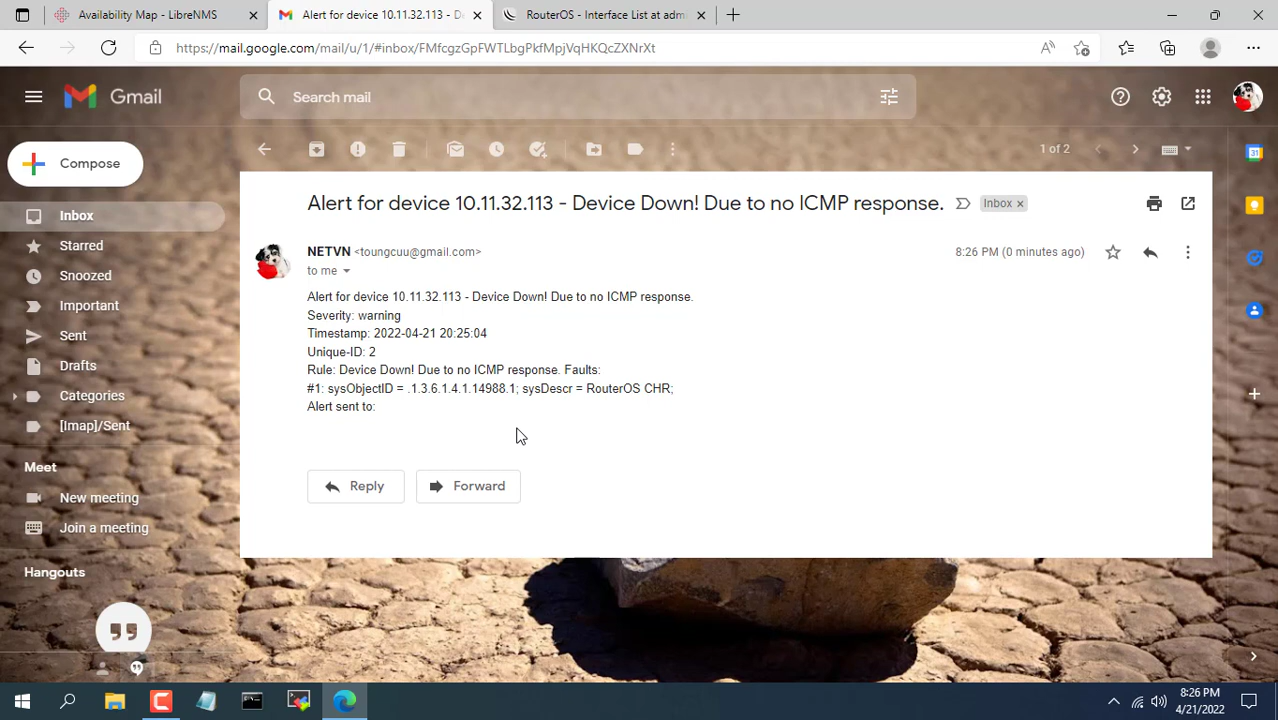 Availability Map - LibreNMS
Alert for device 10.11.32.113 - De
RouterOS - Interface List at adm
https://mail.google.com/mail/u/1/#inbox/FMfcgzGpFWTLbgPkfMpjVqHKQcZXNrXt
Gmail
Search mail
Compose
1 of 2
Inbox
Starred
Snoozed
Important
Sent
Drafts
Categories
[Imap]/Sent
Meet
New meeting
Join a meeting
Hangouts
Alert for device 10.11.32.113 - Device Down! Due to no ICMP response.
Inbox ×
NETVN <toungcuu@gmail.com>
8:26 PM (0 minutes ago)
to me
Alert for device 10.11.32.113 - Device Down! Due to no ICMP response.
Severity: warning
Timestamp: 2022-04-21 20:25:04
Unique-ID: 2
Rule: Device Down! Due to no ICMP response. Faults:
#1: sysObjectID = .1.3.6.1.4.1.14988.1; sysDescr = RouterOS CHR;
Alert sent to:
Reply
Forward
31
8:26 PM
4/21/2022